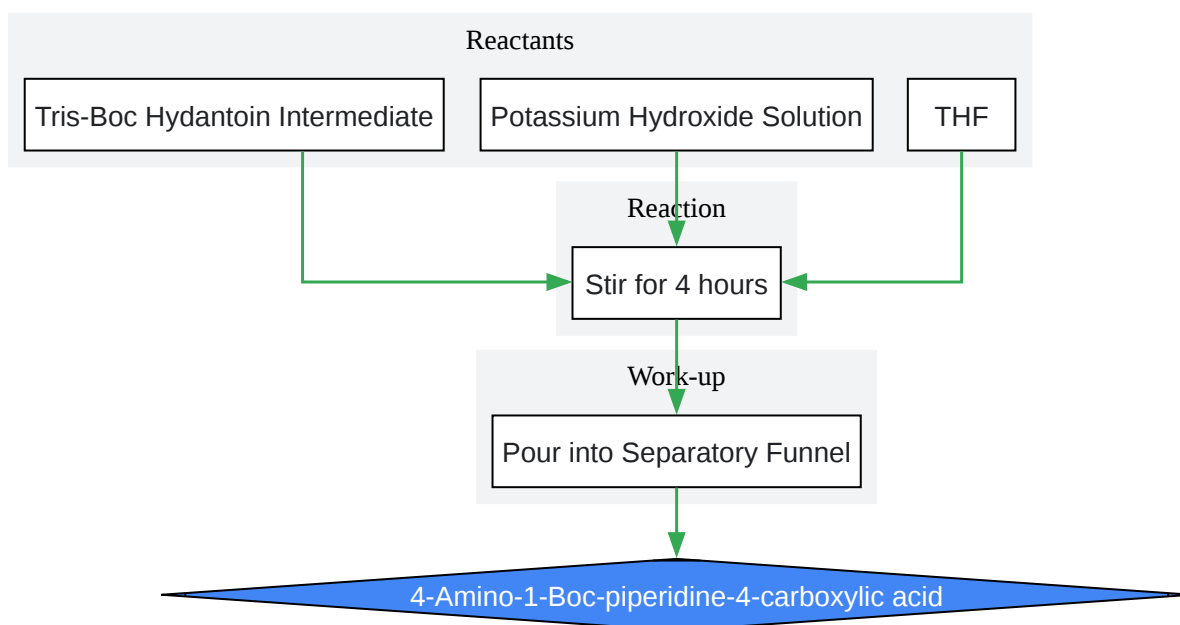 Reactants
Tris-Boc Hydantoin Intermediate
Potassium Hydroxide Solution
THF
Reaction
Stir for 4 hours
Work-up
Pour into Separatory Funnel
4-Amino-1-Boc-piperidine-4-carboxylic acid